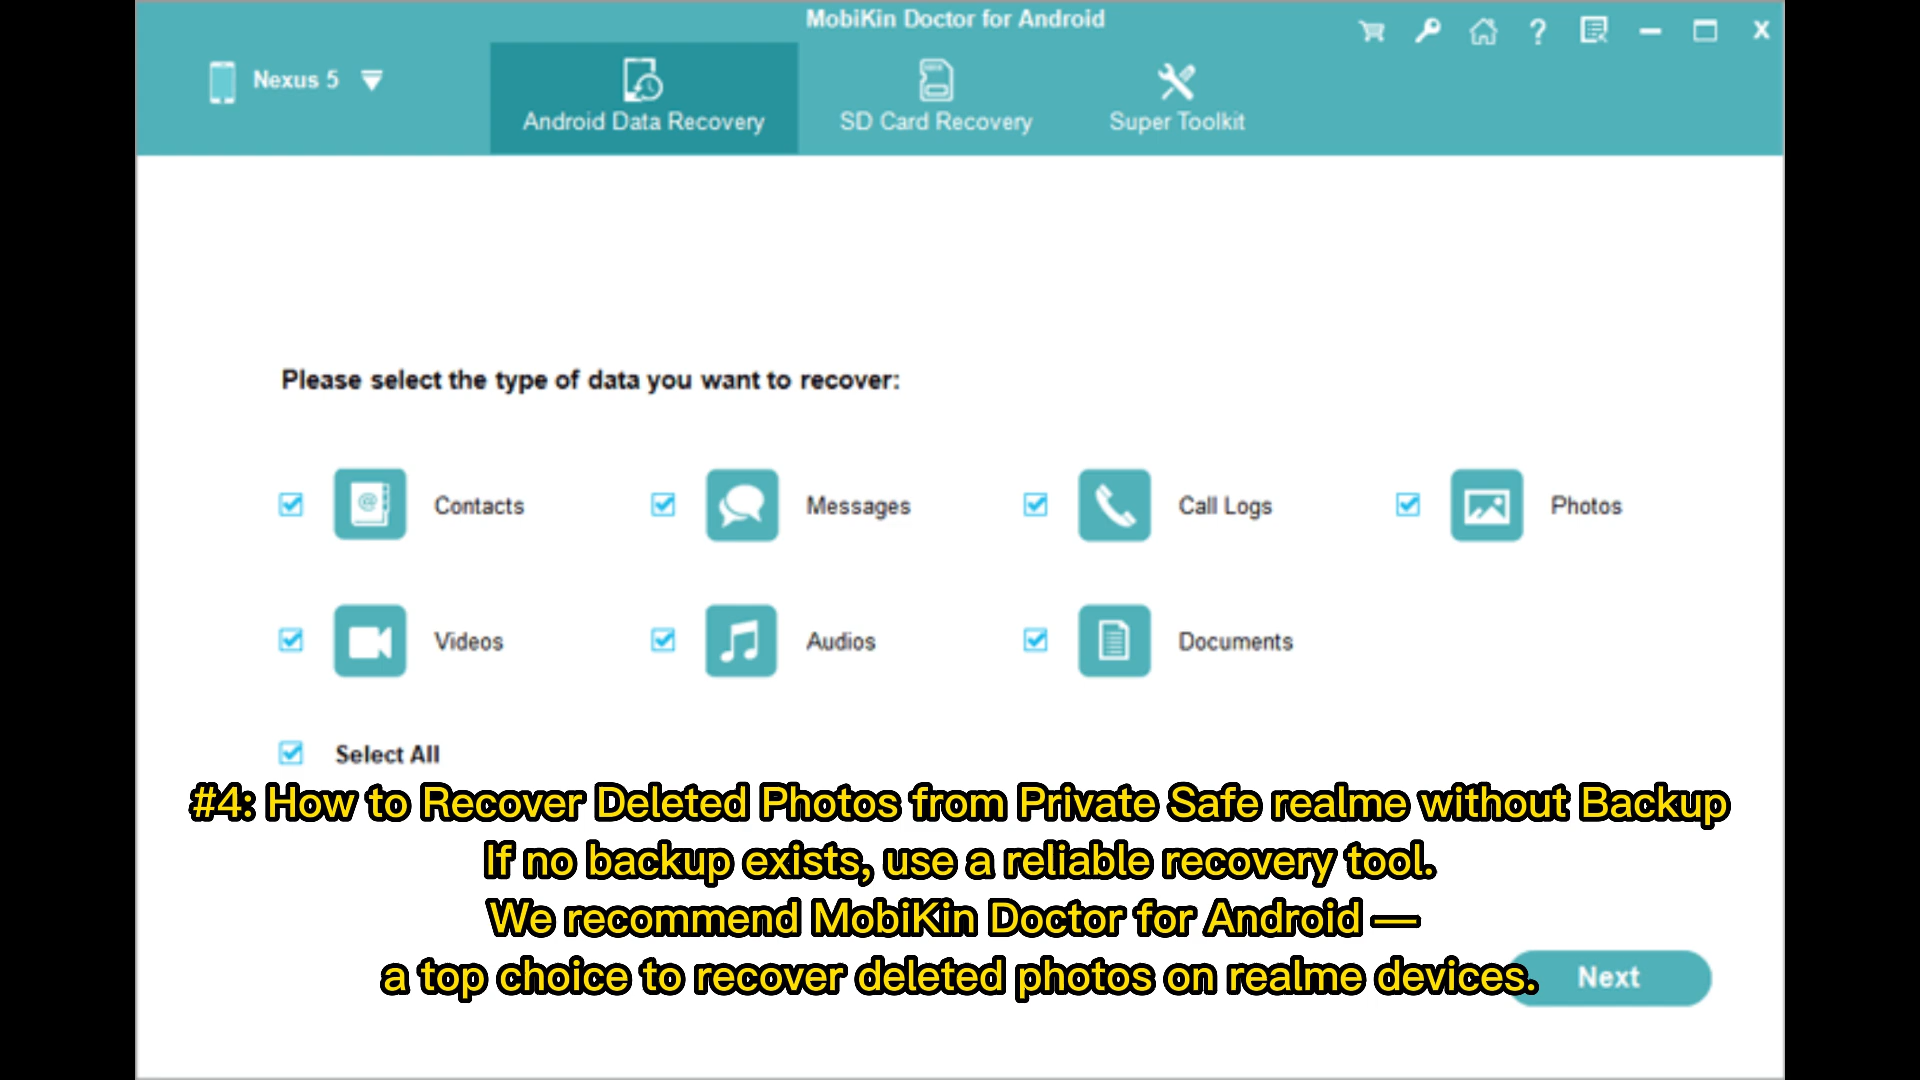 MobiKin Doctor for Android
Nexus 5
Android Data Recovery
SD Card Recovery
Super Toolkit
Please select the type of data you want to recover:
Contacts
Messages
Call Logs
Photos
Videos
Audios
Documents
Select All
#4: How to Recover Deleted Photos from Private Safe realme without Backup
If no backup exists, use a reliable recovery tool.
We recommend MobiKin Doctor for Android —
a top choice to recover deleted photos on realme devices.
Next